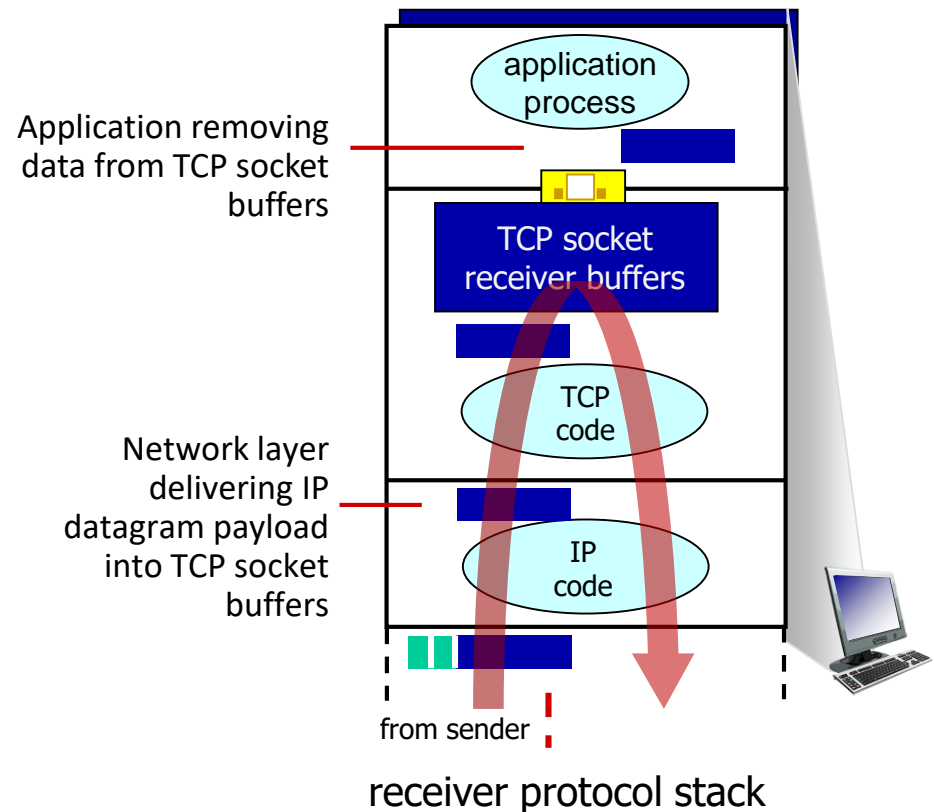 application
process
Application removing
data from TCP socket
buffers
TCP socket
receiver buffers
TCP
code
Network layer
delivering IP
datagram payload
into TCP socket
buffers
IP
code
from sender
receiver protocol stack